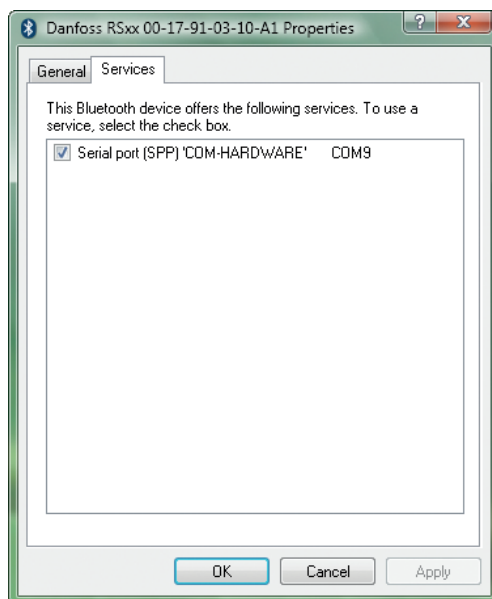 Danfoss RSxx 00-17-91-03-10-A1 Properties
General Services
This Bluetooth device offers the following services. To use a
service, select the check box.
Serial port (SPP) 'COM-HARDWARE' COM9
OK Cancel Apply